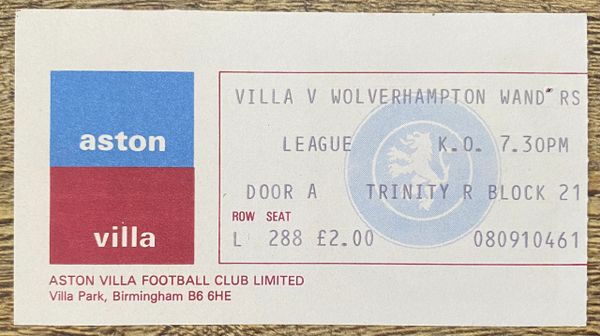 aston
villa
ASTON VILLA FOOTBALL CLUB LIMITED
Villa Park, Birmingham B6 6HE
VILLA V WOLVERHAMPTON WAND'RS
LEAGUE K.O. 7.30PM
DOOR A TRINITY R BLOCK 21
ROW SEAT
L 288 £2.00 080910461